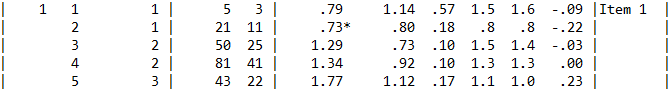 |   1   1       1 |     5   3 |   .79     1.14  .57  1.5  1.6  -.09 |Item 1   |
|       2       1 |    21  11 |   .73*     .80  .18   .8   .8  -.22 |         |
|       3       2 |    50  25 |  1.29      .73  .10  1.5  1.4  -.03 |         |
|       4       2 |    81  41 |  1.34      .92  .10  1.3  1.3   .00 |         |
|       5       3 |    43  22 |  1.77     1.12  .17  1.1  1.0   .23 |         |